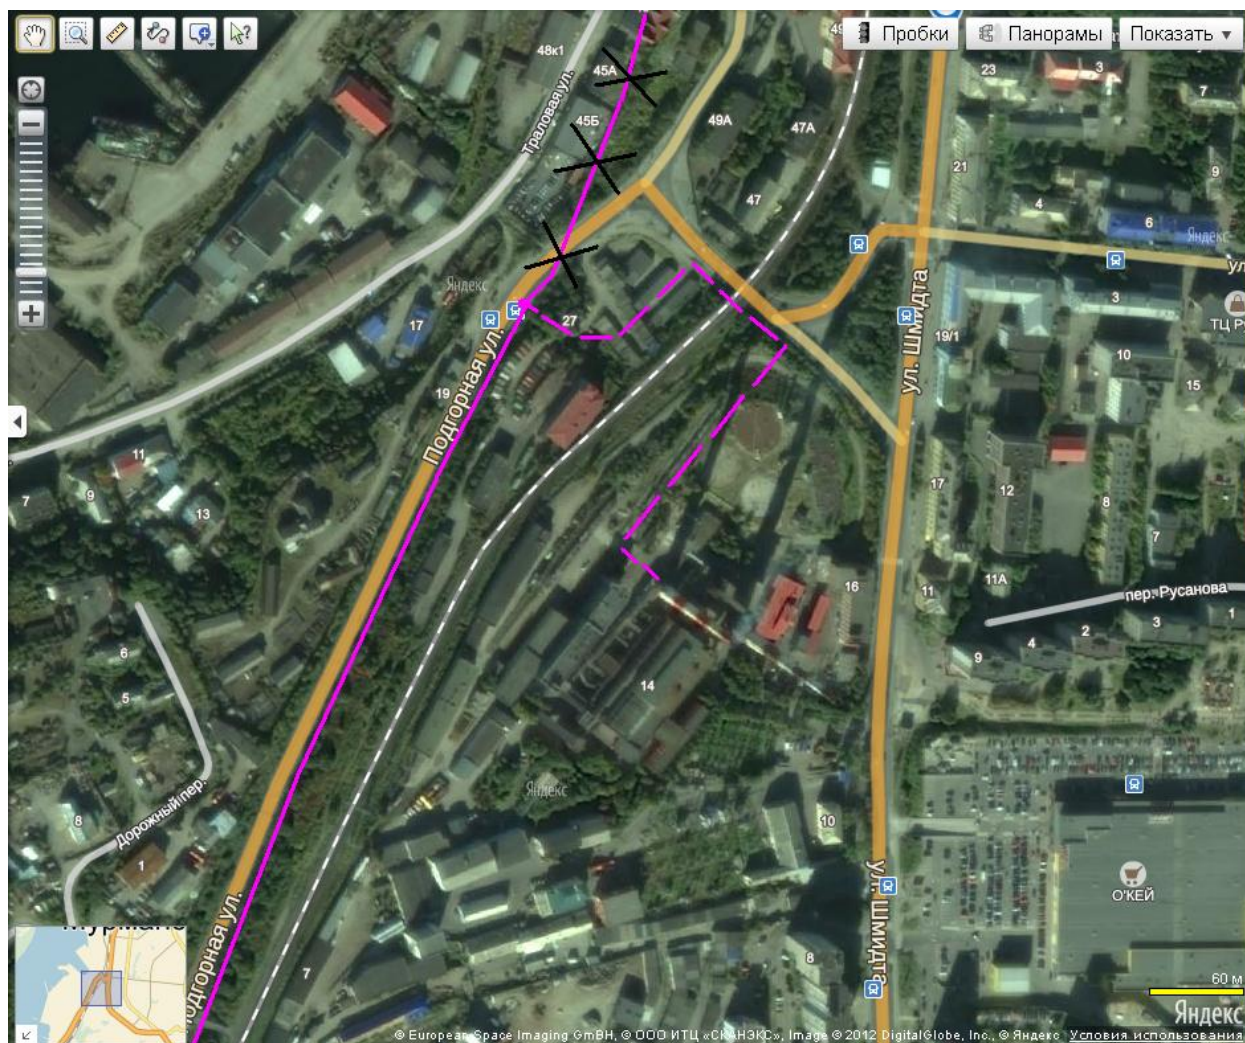 Пробки
Панорамы
Показать
48к1
45А
23
3
7
Траловая ул.
45Б
49А
47А
21
9
47
4
6
Яндекс
Яндекс
ул
27
3
17
ул. Шмидта
19/1
ТЦ Р
10
15
19
Подгорная ул.
11
7
9
13
17
12
8
7
16
11
11А
пер. Русанова
9
4
2
3
1
6
5
14
Яндекс
Дорожный пер.
8
1
10
ул. Шмидта
О'КЕЙ
Подгорная ул.
7
8
60 м
Яндекс
© European Space Imaging GmBH, © ООО ИТЦ «СКАНЭКС», Image © 2012 DigitalGlobe, Inc., © Яндекс Условия использования